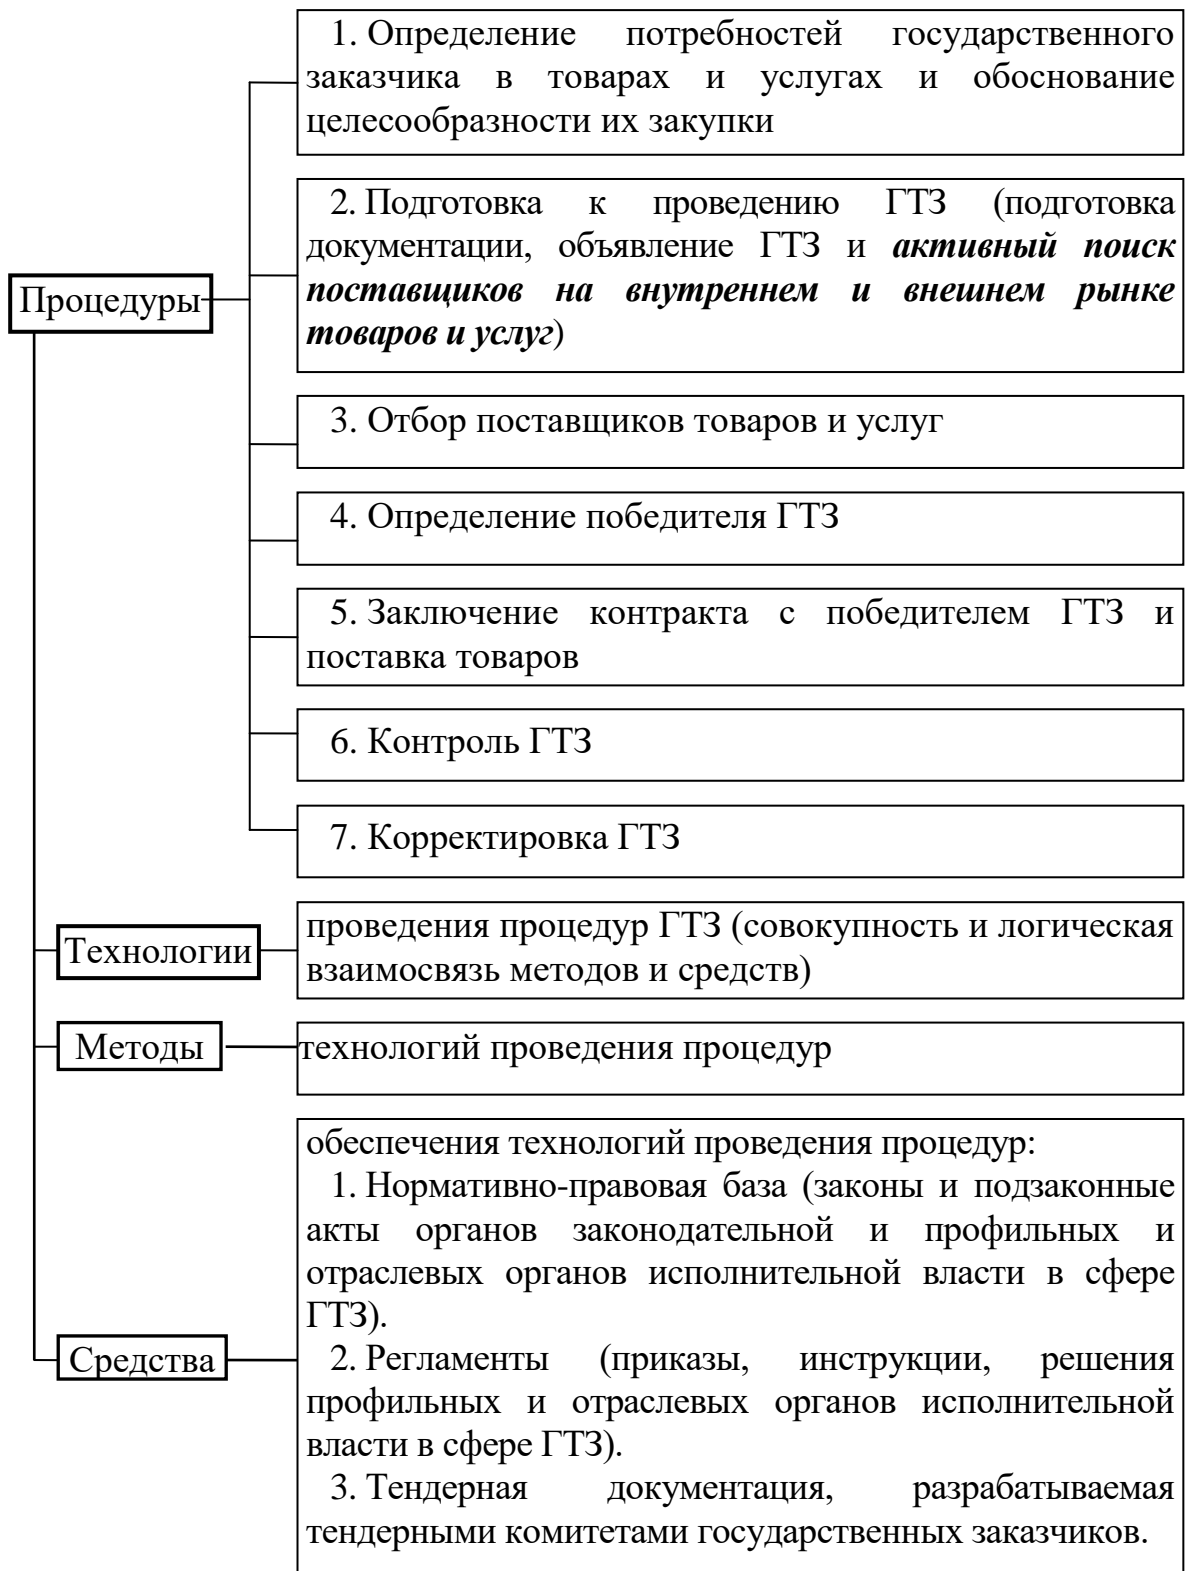 1. Определение потребностей государственного
заказчика в товарах и услугах и обоснование
целесообразности их закупки
2. Подготовка к проведению ГТЗ (подготовка
документации, объявление ГТЗ и активный поиск
поставщиков на внутреннем и внешнем рынке
товаров и услуг)
Процедуры
3. Отбор поставщиков товаров и услуг
4. Определение победителя ГТЗ
5. Заключение контракта с победителем ГТЗ и
поставка товаров
6. Контроль ГТЗ
7. Корректировка ГТЗ
Технологии
проведения процедур ГТЗ (совокупность и логическая
взаимосвязь методов и средств)
Методы
технологий проведения процедур
Средства
обеспечения технологий проведения процедур:
1. Нормативно-правовая база (законы и подзаконные
акты органов законодательной и профильных и
отраслевых органов исполнительной власти в сфере
ГТЗ).
2. Регламенты (приказы, инструкции, решения
профильных и отраслевых органов исполнительной
власти в сфере ГТЗ).
3. Тендерная документация, разрабатываемая
тендерными комитетами государственных заказчиков.